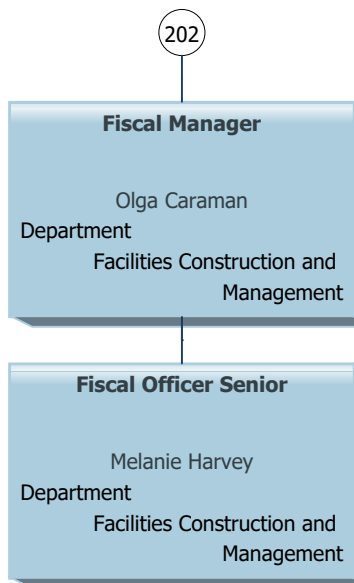 202
Fiscal Manager
Olga Caraman
Department
Facilities Construction and
Management
Fiscal Officer Senior
Melanie Harvey
Department
Facilities Construction and
Management